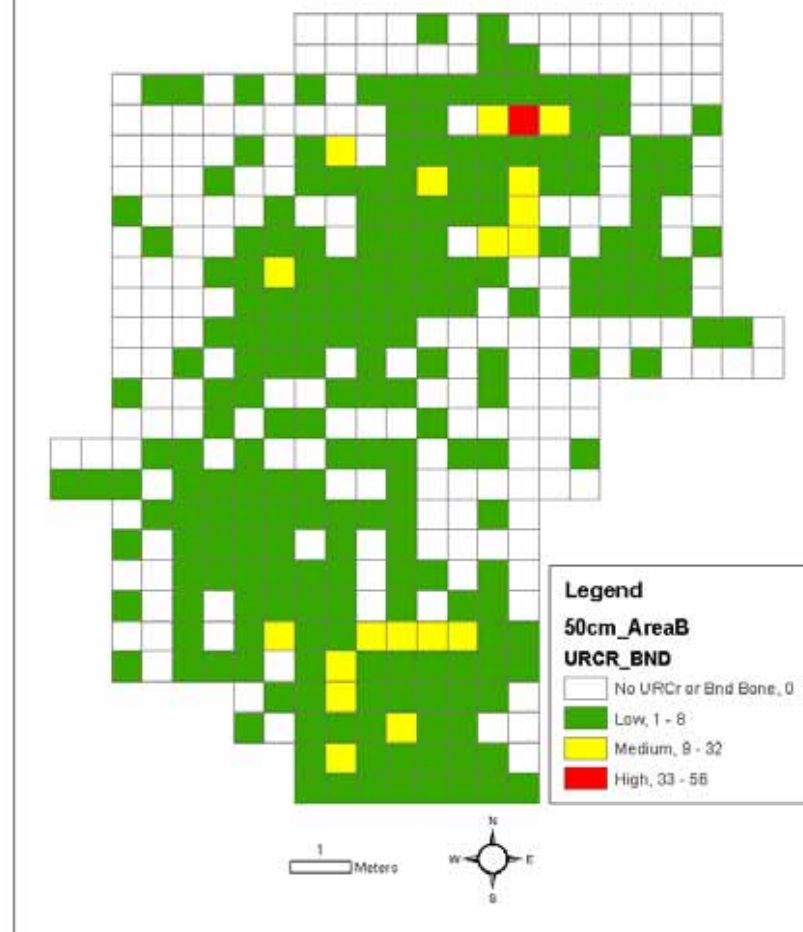 Legend
50cm_AreaB
URCR_BND
No URCr or Bnd Bone, 0
Low, 1 - 8
Medium, 9 - 32
High, 33 - 56
1
Meters
N
W E
S